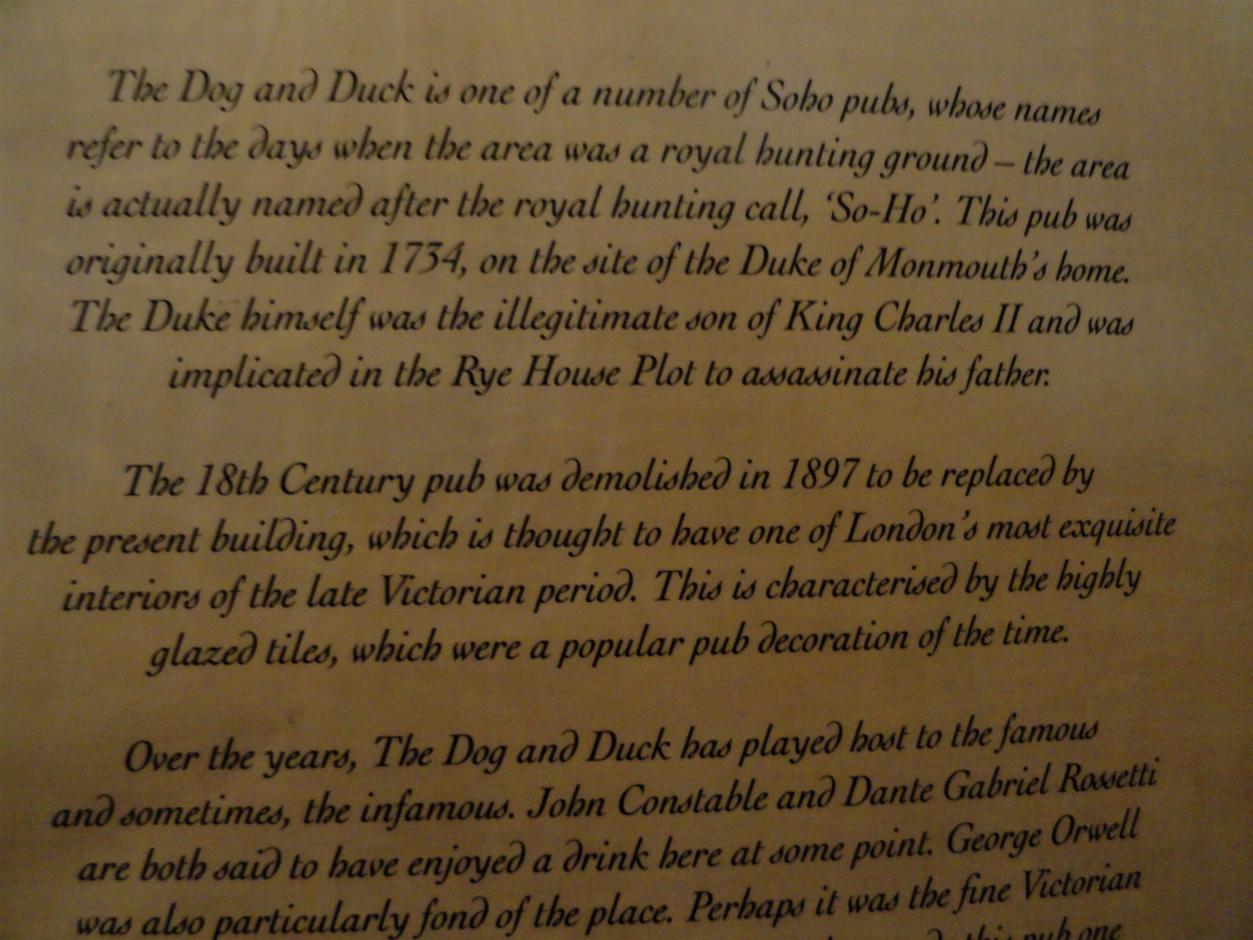 The Dog and Duck is one of a number of Soho pubs, whose names
refer to the days when the area was a royal hunting ground – the area
is actually named after the royal hunting call, ‘So-Ho’. This pub was
originally built in 1734, on the site of the Duke of Monmouth’s home.
The Duke himself was the illegitimate son of King Charles II and was
implicated in the Rye House Plot to assassinate his father.
The 18th Century pub was demolished in 1897 to be replaced by
the present building, which is thought to have one of London’s most exquisite
interiors of the late Victorian period. This is characterised by the highly
glazed tiles, which were a popular pub decoration of the time.
Over the years, The Dog and Duck has played host to the famous
and sometimes, the infamous. John Constable and Dante Gabriel Rossetti
are both said to have enjoyed a drink here at some point. George Orwell
was also particularly fond of the place. Perhaps it was the fine Victorian
this pub one